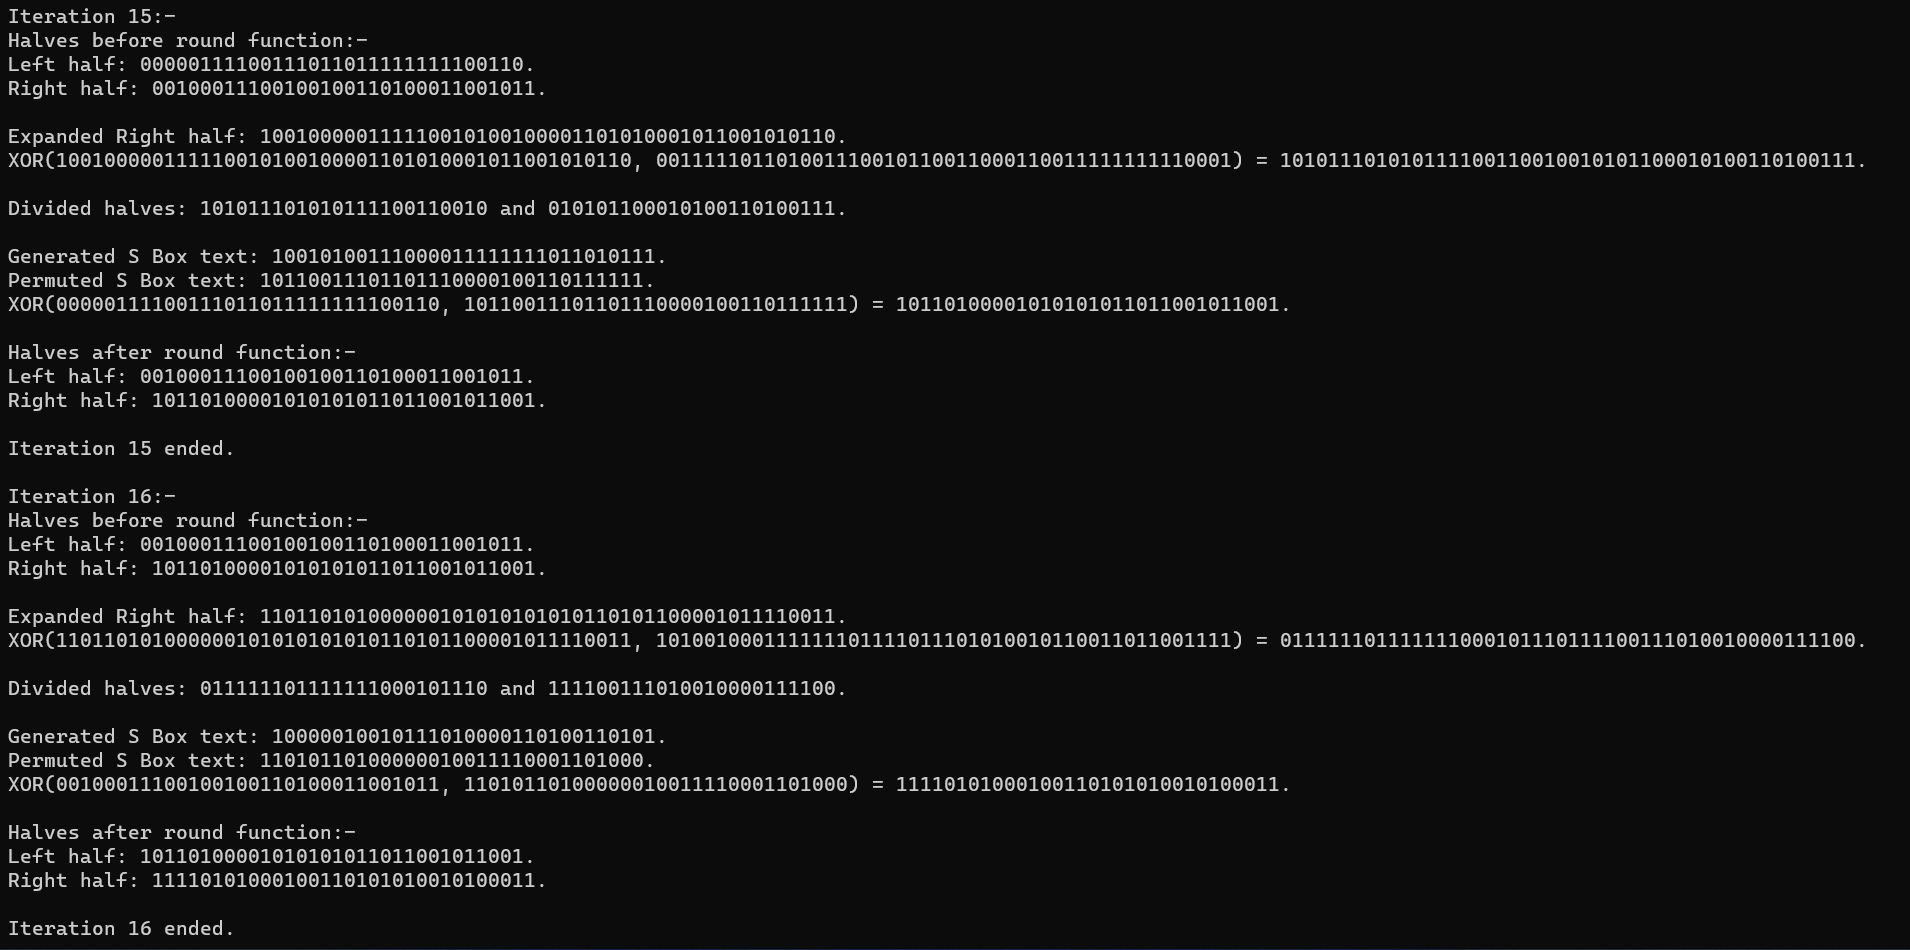 Iteration 15:-
Halves before round function:-
Left half: 00000111100111011011111111100110.
Right half: 00100011100100100110100011001011.
Expanded Right half: 100100000111110010100100001101010001011001010110.
XOR(100100000111110010100100001101010001011001010110, 001111101101001110010110011000110011111111110001) = 101011101010111100110010010101100010100110100111.
Divided halves: 101011101010111100110010 and 010101100010100110100111.
Generated S Box text: 10010100111000011111111011010111.
Permuted S Box text: 10110011101101110000100110111111.
XOR(00000111100111011011111111100110, 10110011101101110000100110111111) = 10110100001010101011011001011001.
Halves after round function:-
Left half: 00100011100100100110100011001011.
Right half: 10110100001010101011011001011001.
Iteration 15 ended.
Iteration 16:-
Halves before round function:-
Left half: 00100011100100100110100011001011.
Right half: 10110100001010101011011001011001.
Expanded Right half: 110110101000000101010101010110101100001011110011.
XOR(110110101000000101010101010110101100001011110011, 101001000111111101111011101010010110011011001111) = 011111101111111000101110111100111010010000111100.
Divided halves: 011111101111111000101110 and 111100111010010000111100.
Generated S Box text: 10000010010111010000110100110101.
Permuted S Box text: 11010110100000010011110001101000.
XOR(00100011100100100110100011001011, 11010110100000010011110001101000) = 11110101000100110101010010100011.
Halves after round function:-
Left half: 10110100001010101011011001011001.
Right half: 11110101000100110101010010100011.
Iteration 16 ended.